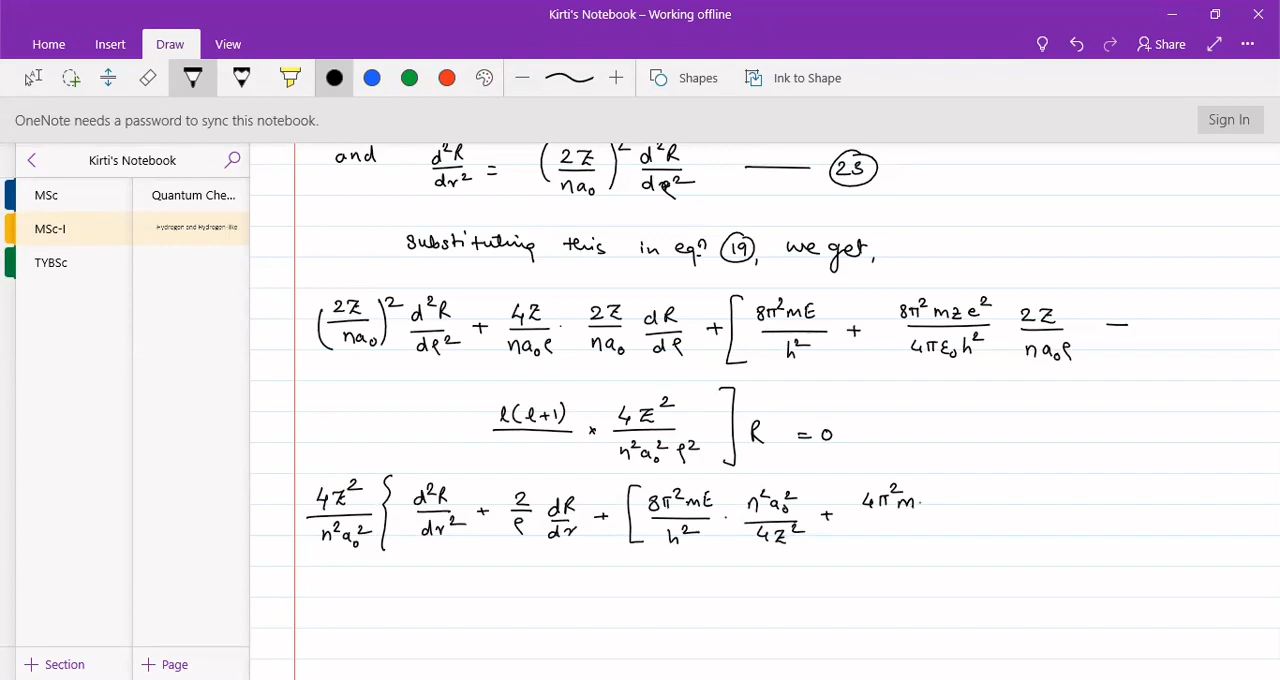 Kirti's Notebook – Working offline
Home Insert Draw View
Share
Shapes Ink to Shape
OneNote needs a password to sync this notebook.
Sign In
Kirti's Notebook
MSc
MSc-I
TYBSc
Quantum Che...
Hydrogen and Hydrogen-like
+ Section
+ Page
and d²R/dr² = (2Z/na₀)² d²R/dρ² —— (23)
substituting this in eqⁿ (19), we get,
(2Z/na₀)² d²R/dρ² + 4Z/na₀ρ · 2Z/na₀ dR/dρ + [ 8π²mE/h² + 8π²mze²/4πε₀h² 2Z/na₀ρ —
l(l+1)/ * 4Z²/n²a₀²ρ² ] R = 0
4Z²/n²a₀² { d²R/dr² + 2/ρ dR/dr + [ 8π²mE/h² · n²a₀²/4Z² + 4π²m